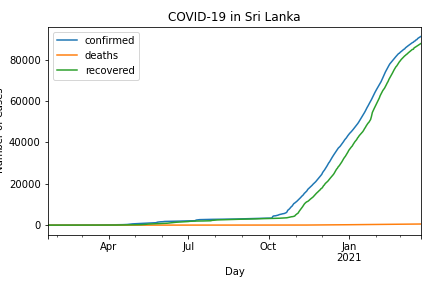 COVID-19 in Sri Lanka
confirmed
deaths
recovered
80000
60000
40000
20000
0
Apr
Jul
Oct
Jan
2021
Day